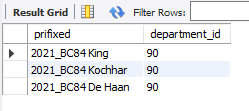 Result Grid Filter Rows:
prifixed department_id
2021_BC84 King 90
2021_BC84 Kochhar 90
2021_BC84 De Haan 90